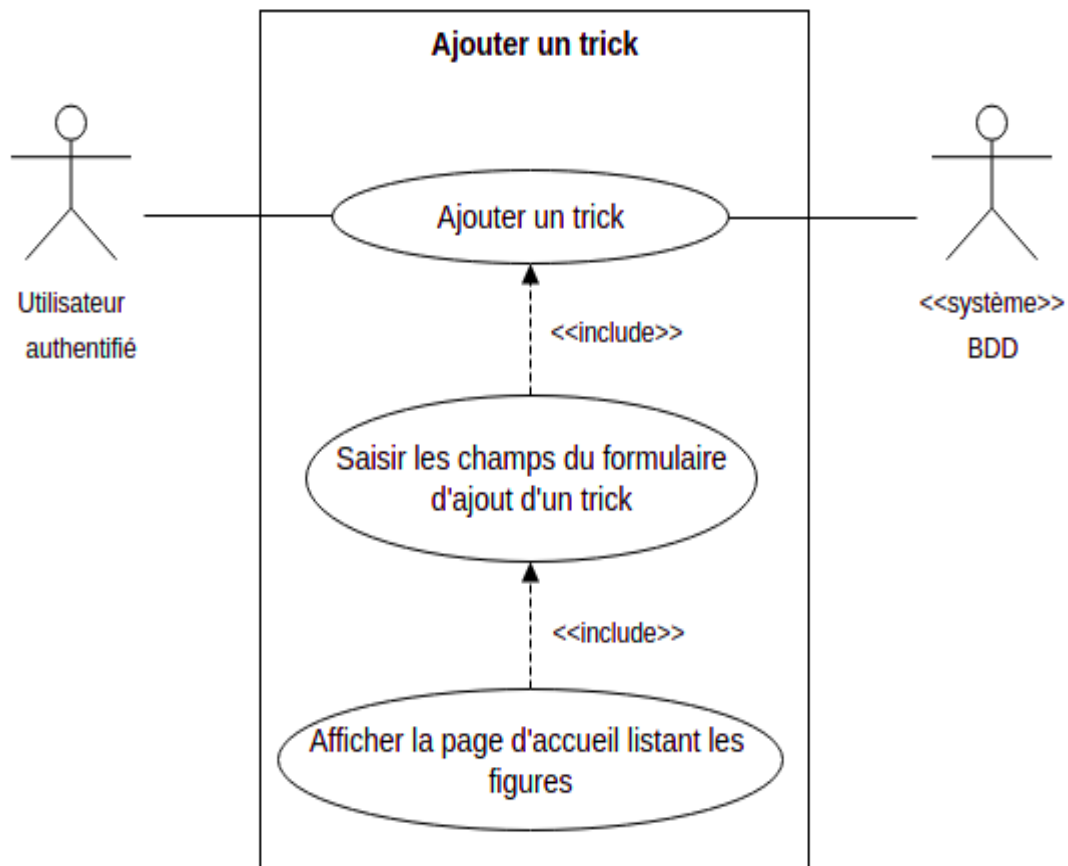 Ajouter un trick
Ajouter un trick
Utilisateur
authentifié
<<système>>
BDD
<<include>>
Saisir les champs du formulaire
d'ajout d'un trick
<<include>>
Afficher la page d'accueil listant les
figures